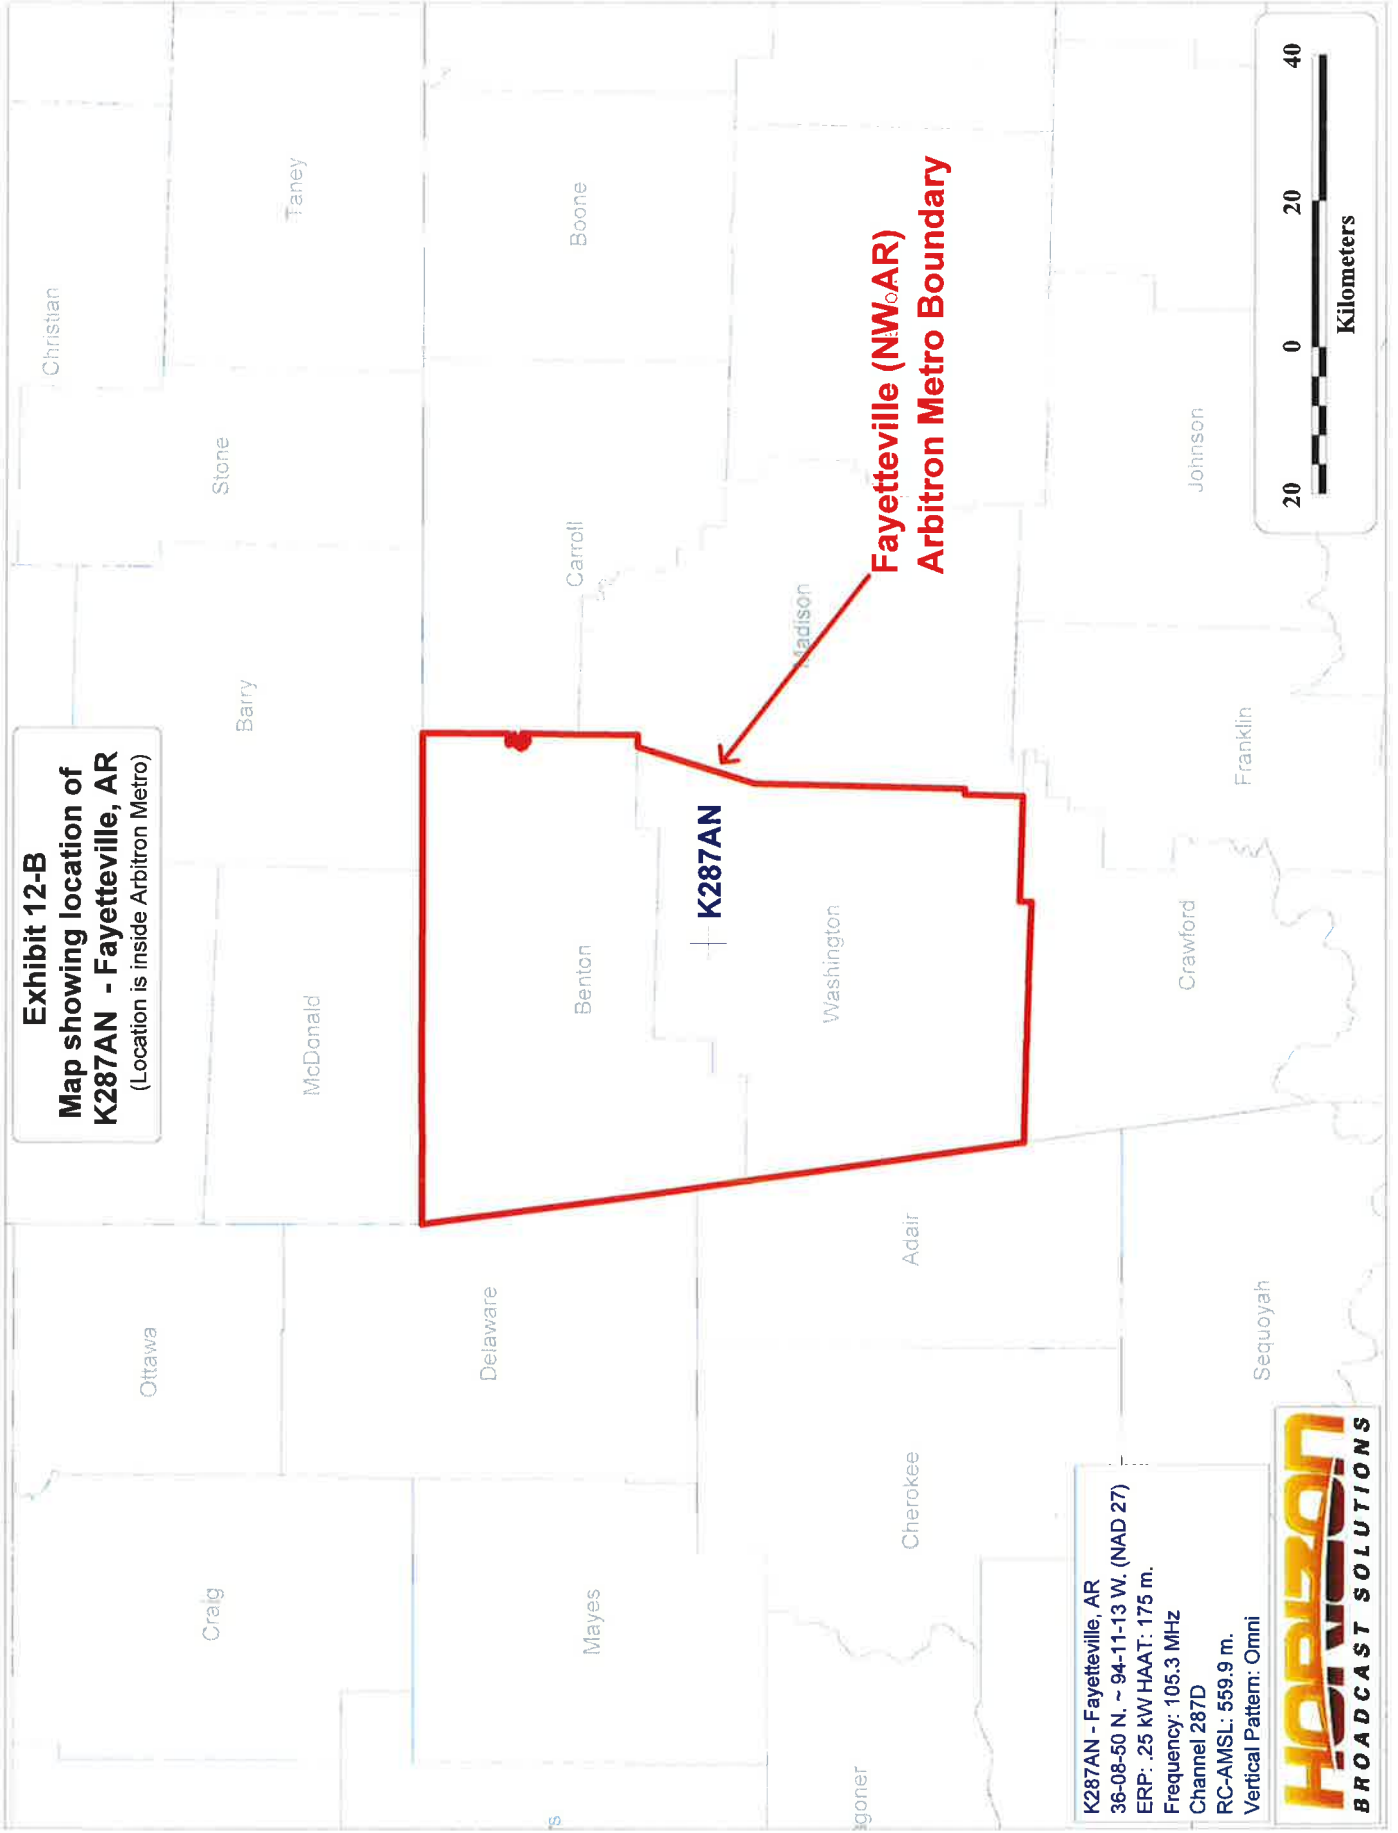 Exhibit 12-B
Map showing location of
K287AN - Fayetteville, AR
(Location is inside Arbitron Metro)
Christian
Stone
Taney
Barry
McDonald
Ottawa
Craig
Boone
Carroll
Benton
Delaware
Mayes
K287AN
Madison
Washington
Fayetteville (NW AR)
Arbitron Metro Boundary
Adair
Cherokee
Johnson
Franklin
Crawford
Sequoyah
20 0 20 40
Kilometers
K287AN - Fayetteville, AR
36-08-50 N. ~ 94-11-13 W. (NAD 27)
ERP: .25 kW HAAT: 175 m.
Frequency: 105.3 MHz
Channel 287D
RC-AMSL: 559.9 m.
Vertical Pattern: Omni
HORIZON
BROADCAST SOLUTIONS